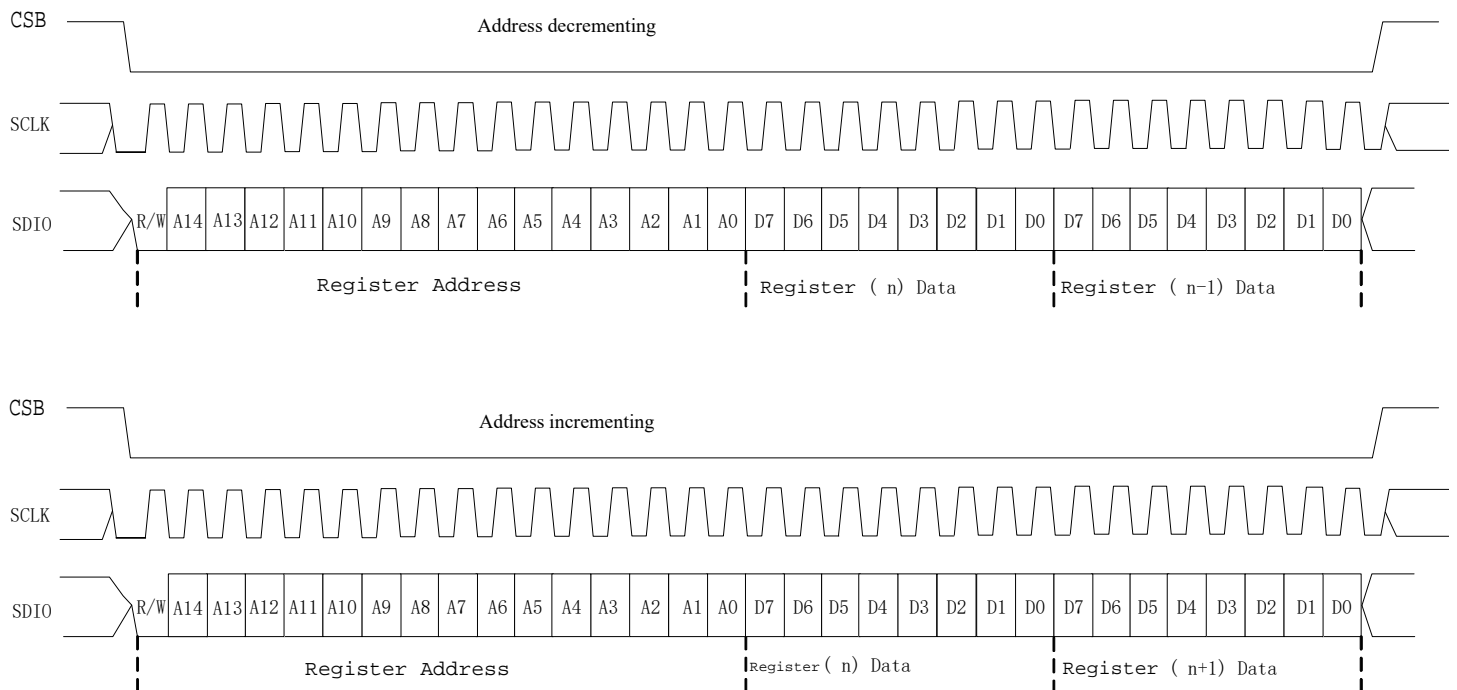 CSB
Address decrementing
SCLK
SDIO R/W A14 A13 A12 A11 A10 A9 A8 A7 A6 A5 A4 A3 A2 A1 A0 D7 D6 D5 D4 D3 D2 D1 D0 D7 D6 D5 D4 D3 D2 D1 D0
Register Address Register ( n) Data Register ( n-1) Data
CSB
Address incrementing
SCLK
SDIO R/W A14 A13 A12 A11 A10 A9 A8 A7 A6 A5 A4 A3 A2 A1 A0 D7 D6 D5 D4 D3 D2 D1 D0 D7 D6 D5 D4 D3 D2 D1 D0
Register Address Register( n) Data Register ( n+1) Data